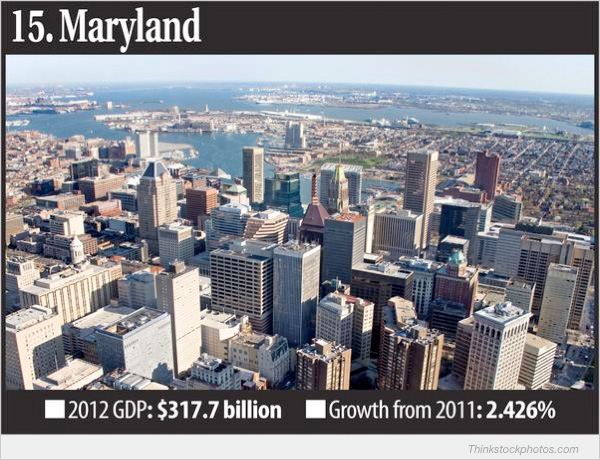 15. Maryland
2012 GDP: $317.7 billion Growth from 2011: 2.426%
Thinkstockphotos.com